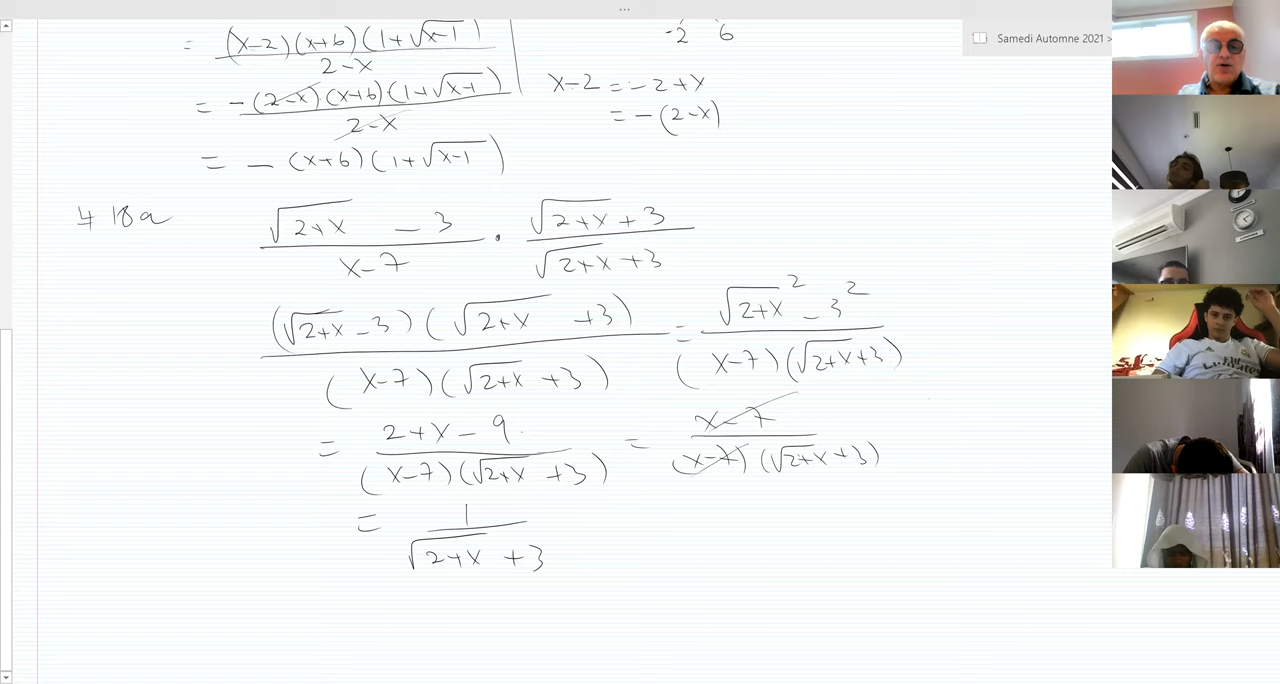 ...
Samedi Automne 2021 >
= (x-2)(x+6)(1+√x-1) / 2-x
-2 6
= -(2-x)(x+6)(1+√x-1) / 2-x
x-2 = -2+x
= -(2-x)
= - (x+6)(1+√x-1)
# 18a √2+x - 3 / x-7 · √2+x + 3 / √2+x + 3
(√2+x - 3)(√2+x + 3) / (x-7)(√2+x + 3) = √2+x² - 3² / (x-7)(√2+x + 3)
= 2+x-9 / (x-7)(√2+x + 3) = x-7 / (x-7)(√2+x + 3)
= 1 / √2+x + 3